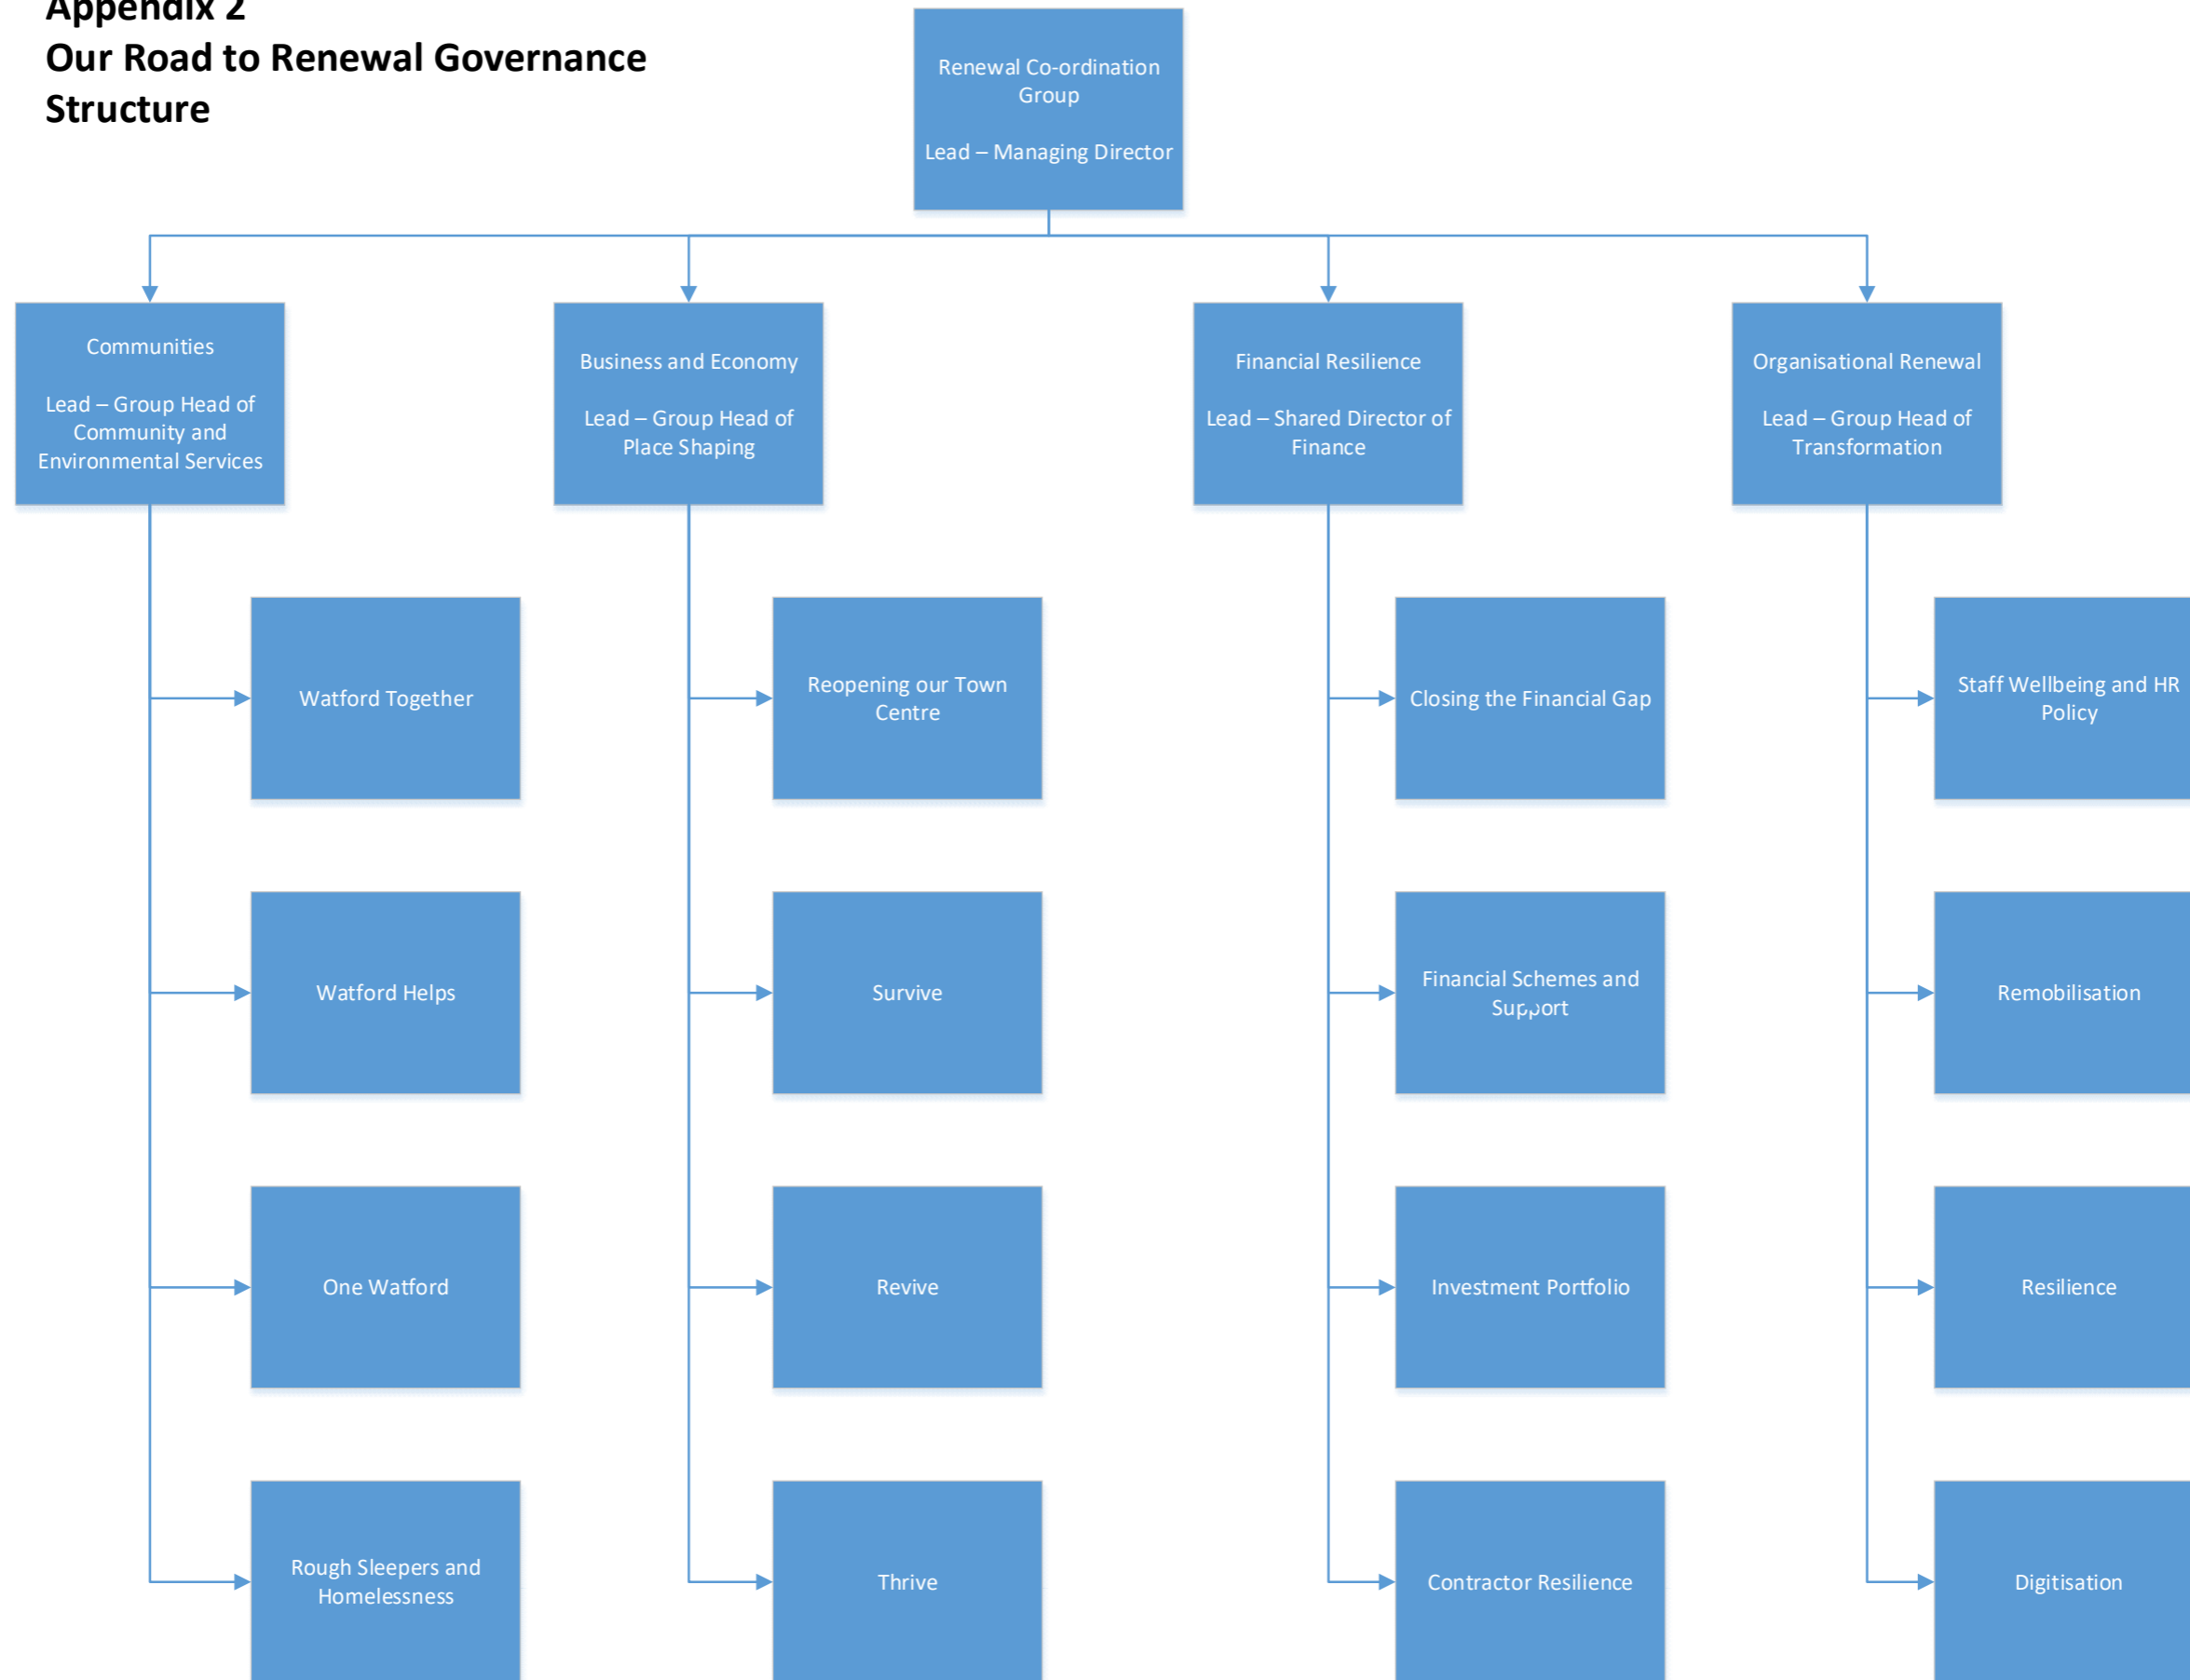 Appendix 2
Our Road to Renewal Governance
Structure
Renewal Co-ordination
Group
Lead – Managing Director
Communities
Lead – Group Head of
Community and
Environmental Services
Business and Economy
Lead – Group Head of
Place Shaping
Financial Resilience
Lead – Shared Director of
Finance
Organisational Renewal
Lead – Group Head of
Transformation
Watford Together
Reopening our Town
Centre
Closing the Financial Gap
Staff Wellbeing and HR
Policy
Watford Helps
Survive
Financial Schemes and
Support
Remobilisation
One Watford
Revive
Investment Portfolio
Resilience
Rough Sleepers and
Homelessness
Thrive
Contractor Resilience
Digitisation